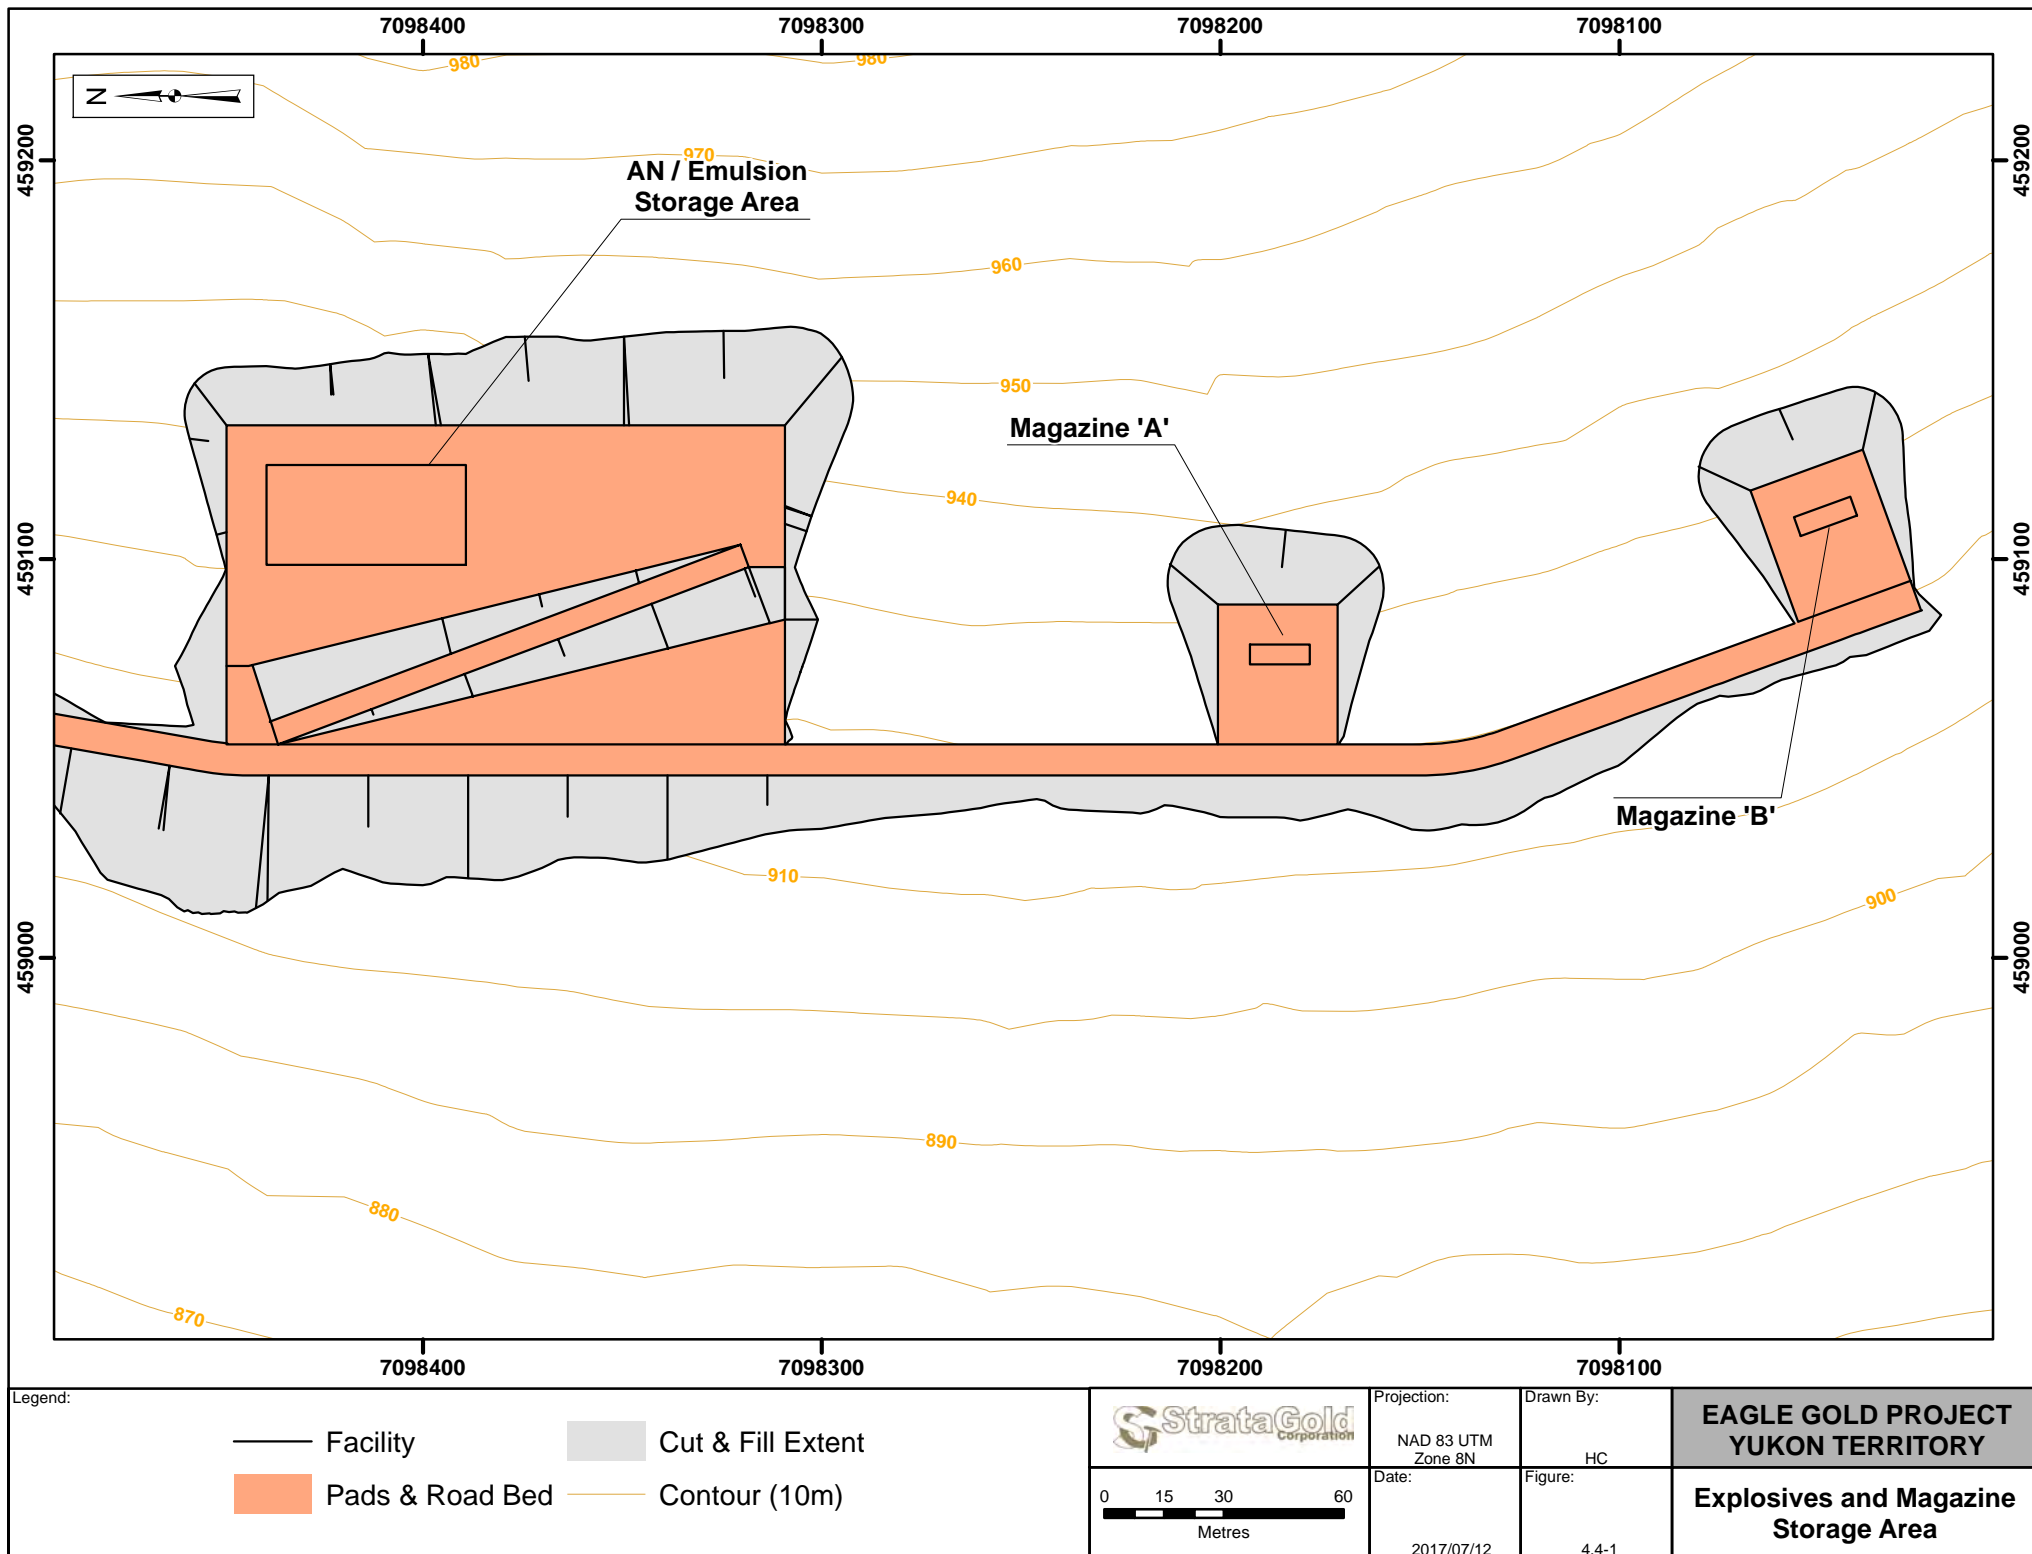 7098400 7098300 7098200 7098100
980 980
N
459200 459200
970
AN / Emulsion
Storage Area
960
950
Magazine 'A'
940
459100 459100
Magazine 'B'
910
900
459000 459000
890
880
870
7098400 7098300 7098200 7098100
Legend:
Facility
Cut & Fill Extent
Pads & Road Bed
Contour (10m)
StrataGold
Corporation
0 15 30 60
Metres
Projection:
NAD 83 UTM
Zone 8N
Drawn By:
HC
Date:
2017/07/12
Figure:
4.4-1
EAGLE GOLD PROJECT
YUKON TERRITORY
Explosives and Magazine
Storage Area